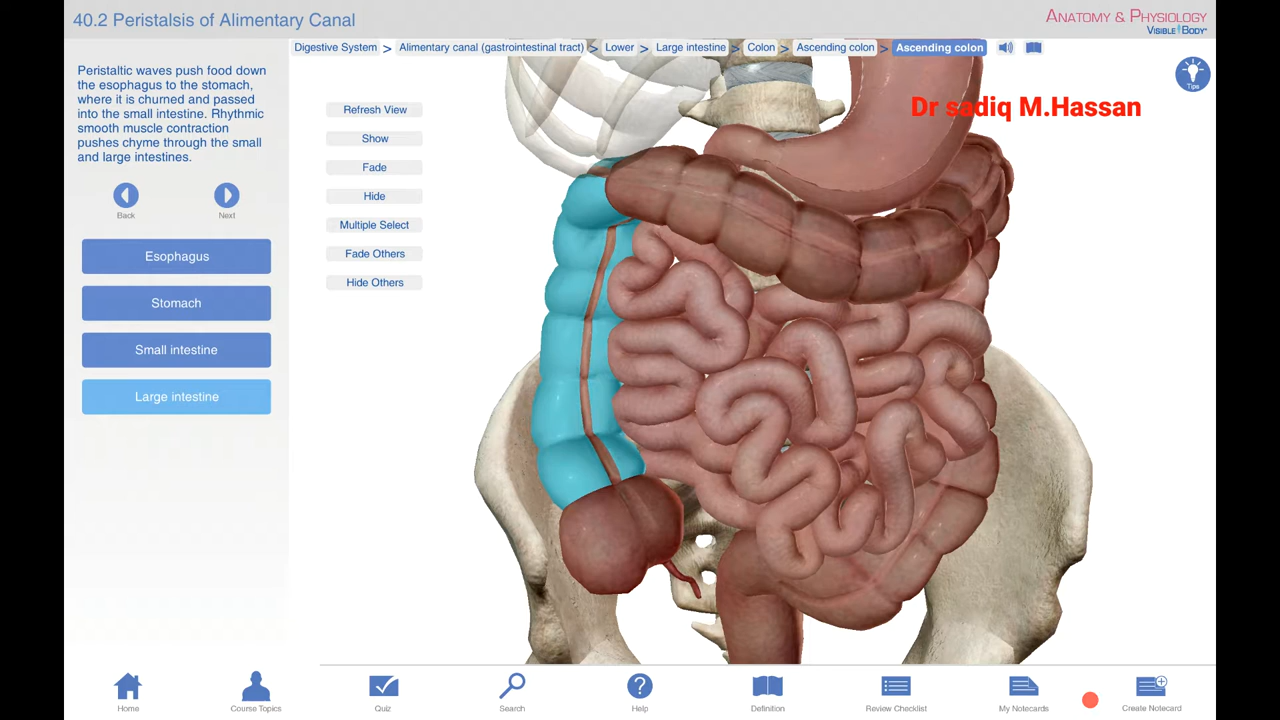 40.2 Peristalsis of Alimentary Canal
ANATOMY & PHYSIOLOGY
VISIBLE BODY®
Digestive System > Alimentary canal (gastrointestinal tract) > Lower > Large intestine > Colon > Ascending colon > Ascending colon
Peristaltic waves push food down
the esophagus to the stomach,
where it is churned and passed
into the small intestine. Rhythmic
smooth muscle contraction
pushes chyme through the small
and large intestines.
Back
Next
Esophagus
Stomach
Small intestine
Large intestine
Refresh View
Show
Fade
Hide
Multiple Select
Fade Others
Hide Others
Tips
Dr sadiq M.Hassan
Home
Course Topics
Quiz
Search
Help
Definition
Review Checklist
My Notecards
Create Notecard